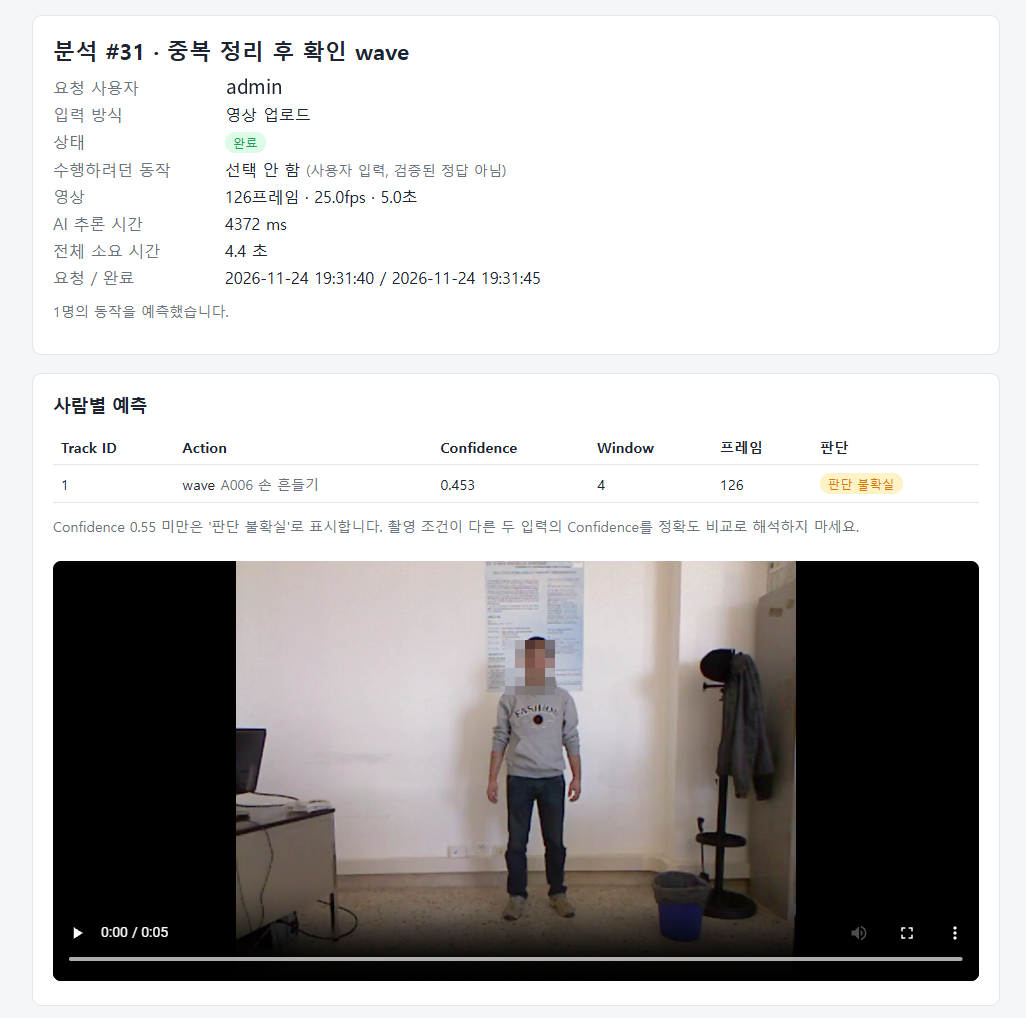 분석 #31 · 중복 정리 후 확인 wave
요청 사용자 admin
입력 방식 영상 업로드
상태 완료
수행하려던 동작 선택 안 함 (사용자 입력, 검증된 정답 아님)
영상 126프레임 · 25.0fps · 5.0초
AI 추론 시간 4372 ms
전체 소요 시간 4.4 초
요청 / 완료 2026-11-24 19:31:40 / 2026-11-24 19:31:45
1명의 동작을 예측했습니다.
사람별 예측
Track ID Action Confidence Window 프레임 판단
1 wave A006 손 흔들기 0.453 4 126 판단 불확실
Confidence 0.55 미만은 '판단 불확실'로 표시합니다. 촬영 조건이 다른 두 입력의 Confidence를 정확도 비교로 해석하지 마세요.
FASHION
0:00 / 0:05